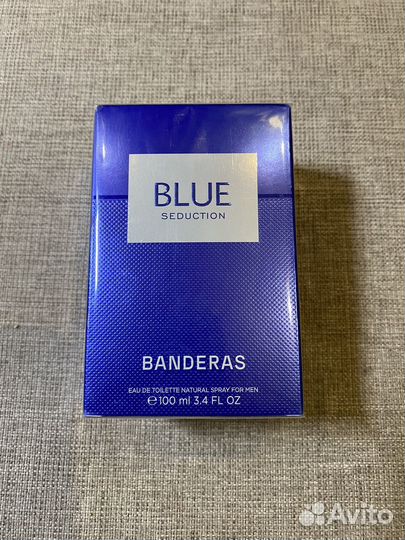 BLUE
SEDUCTION
BANDERAS
EAU DE TOILETTE NATURAL SPRAY FOR MEN
℮ 100 ml 3.4 FL OZ
Avito